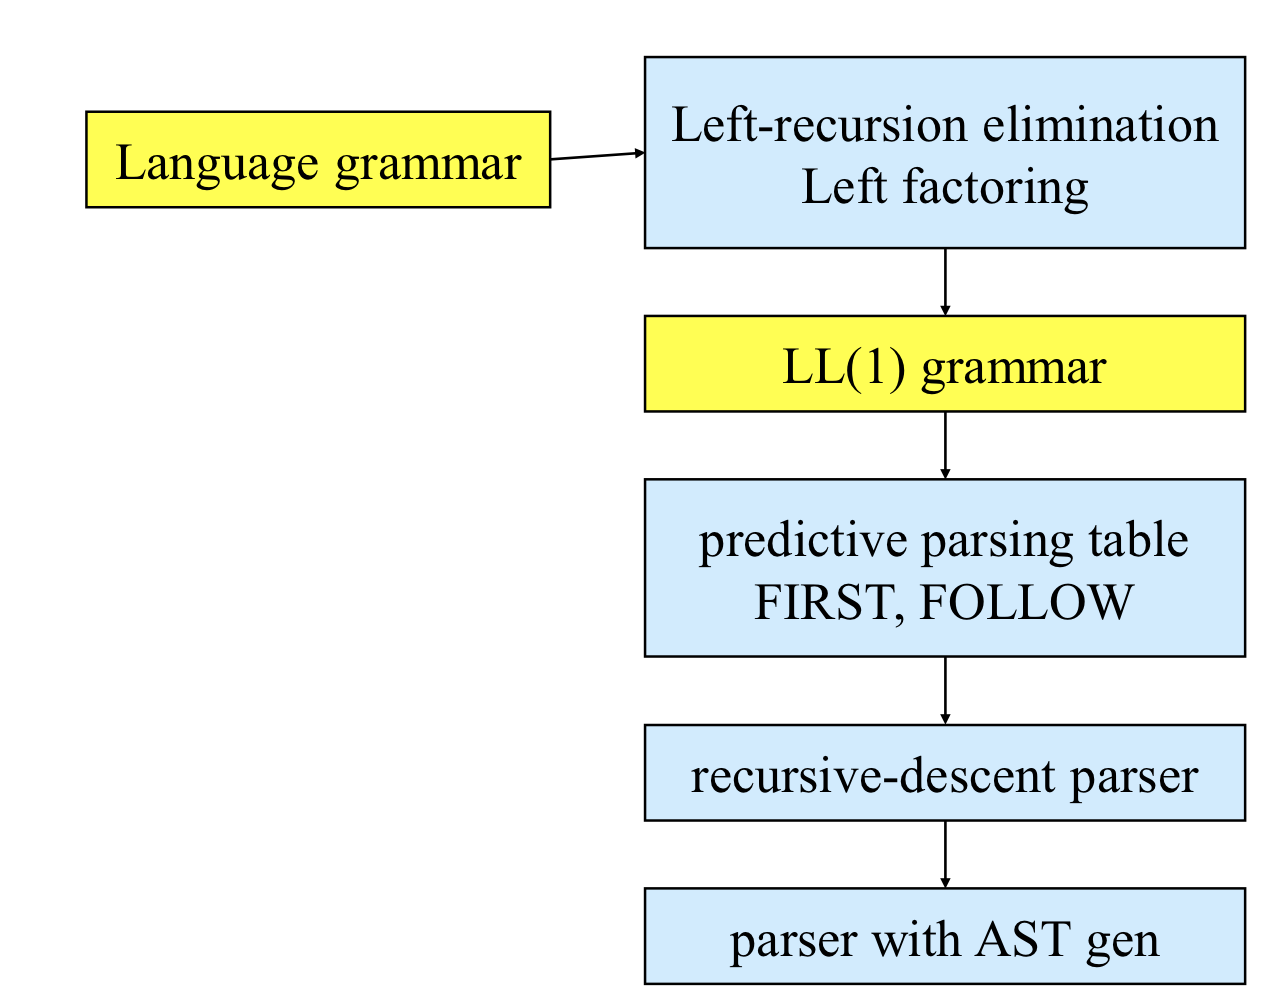 Language grammar
Left-recursion elimination
Left factoring
LL(1) grammar
predictive parsing table
FIRST, FOLLOW
recursive-descent parser
parser with AST gen